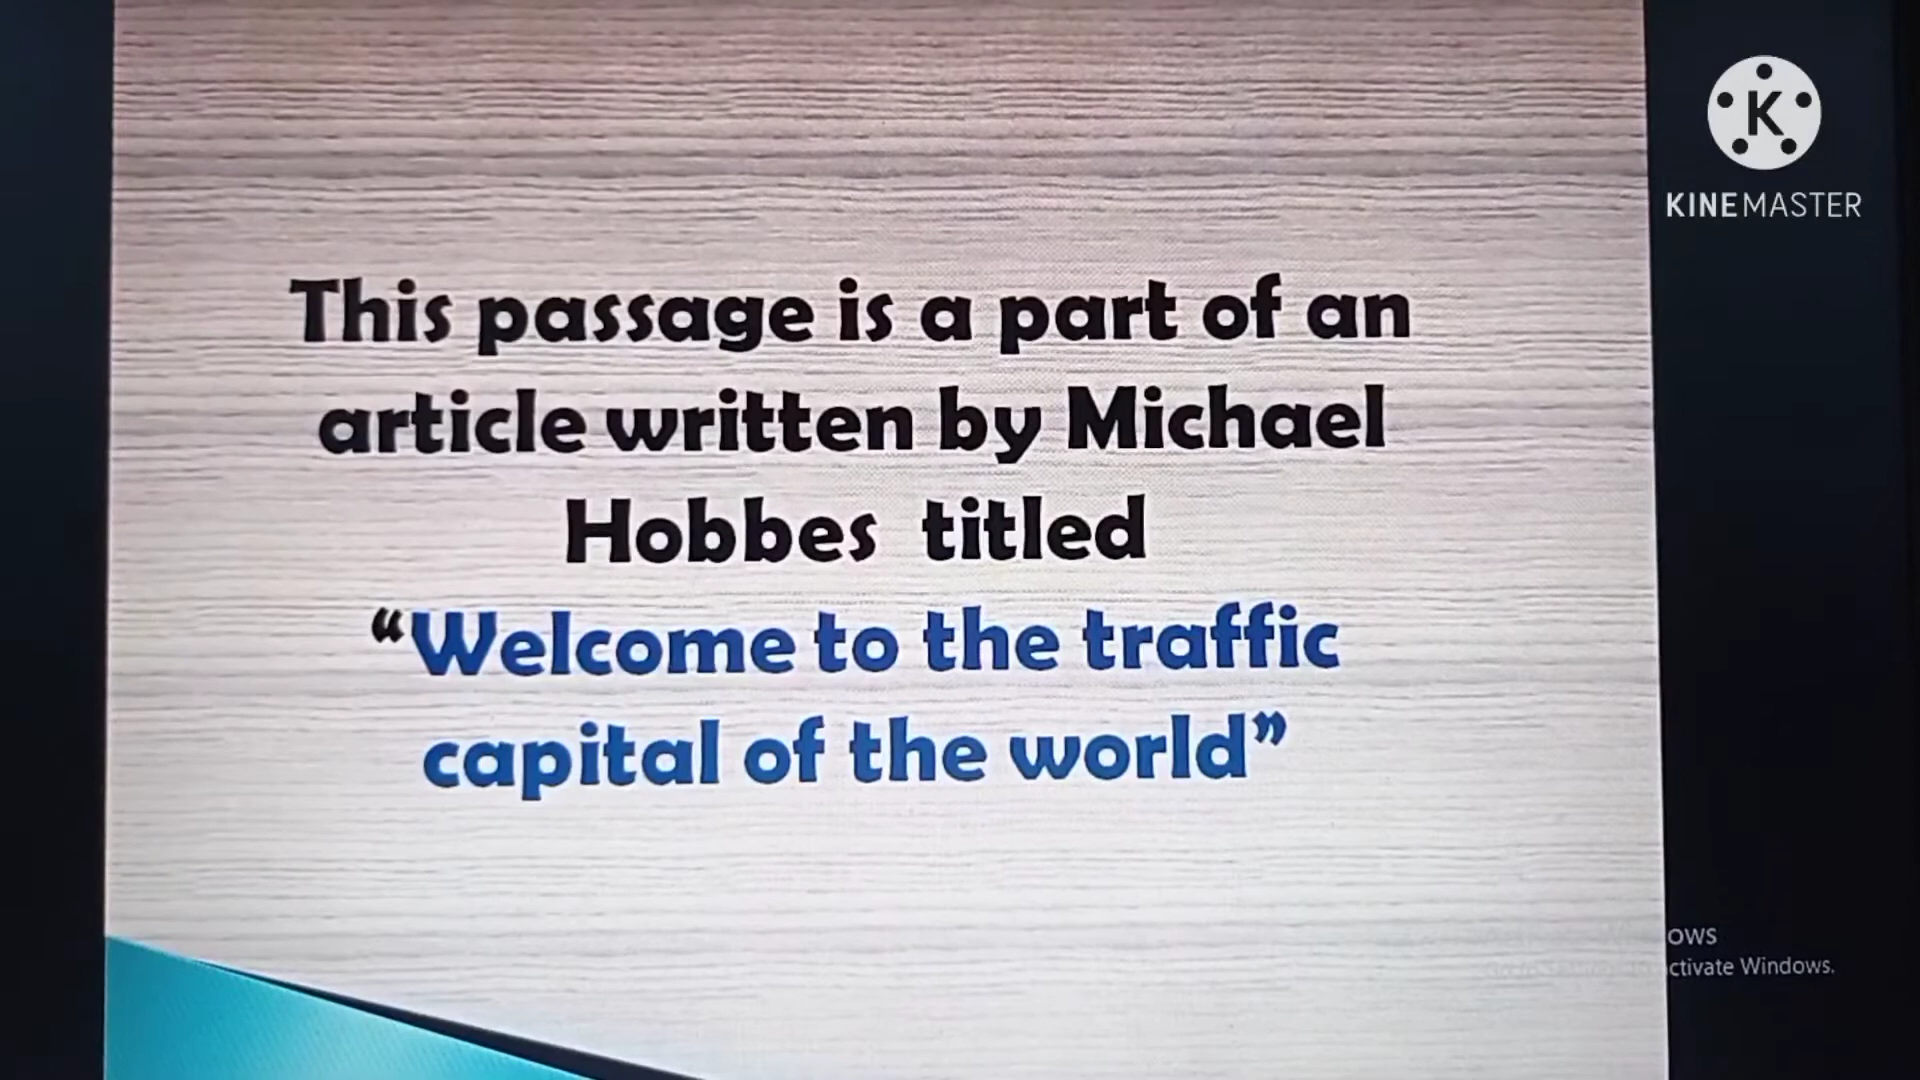 This passage is a part of an
article written by Michael
Hobbes titled
“Welcome to the traffic
capital of the world”
K
KINEMASTER
ows
ctivate Windows.